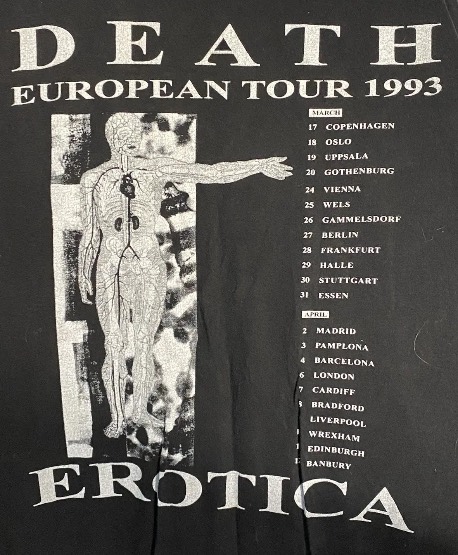 DEATH
EUROPEAN TOUR 1993
MARCH
17 COPENHAGEN
18 OSLO
19 UPPSALA
20 GOTHENBURG
24 VIENNA
25 WELS
26 GAMMELSDORF
27 BERLIN
28 FRANKFURT
29 HALLE
30 STUTTGART
31 ESSEN
APRIL
2 MADRID
3 PAMPLONA
4 BARCELONA
6 LONDON
7 CARDIFF
BRADFORD
LIVERPOOL
WREXHAM
EDINBURGH
BANBURY
EROTICA